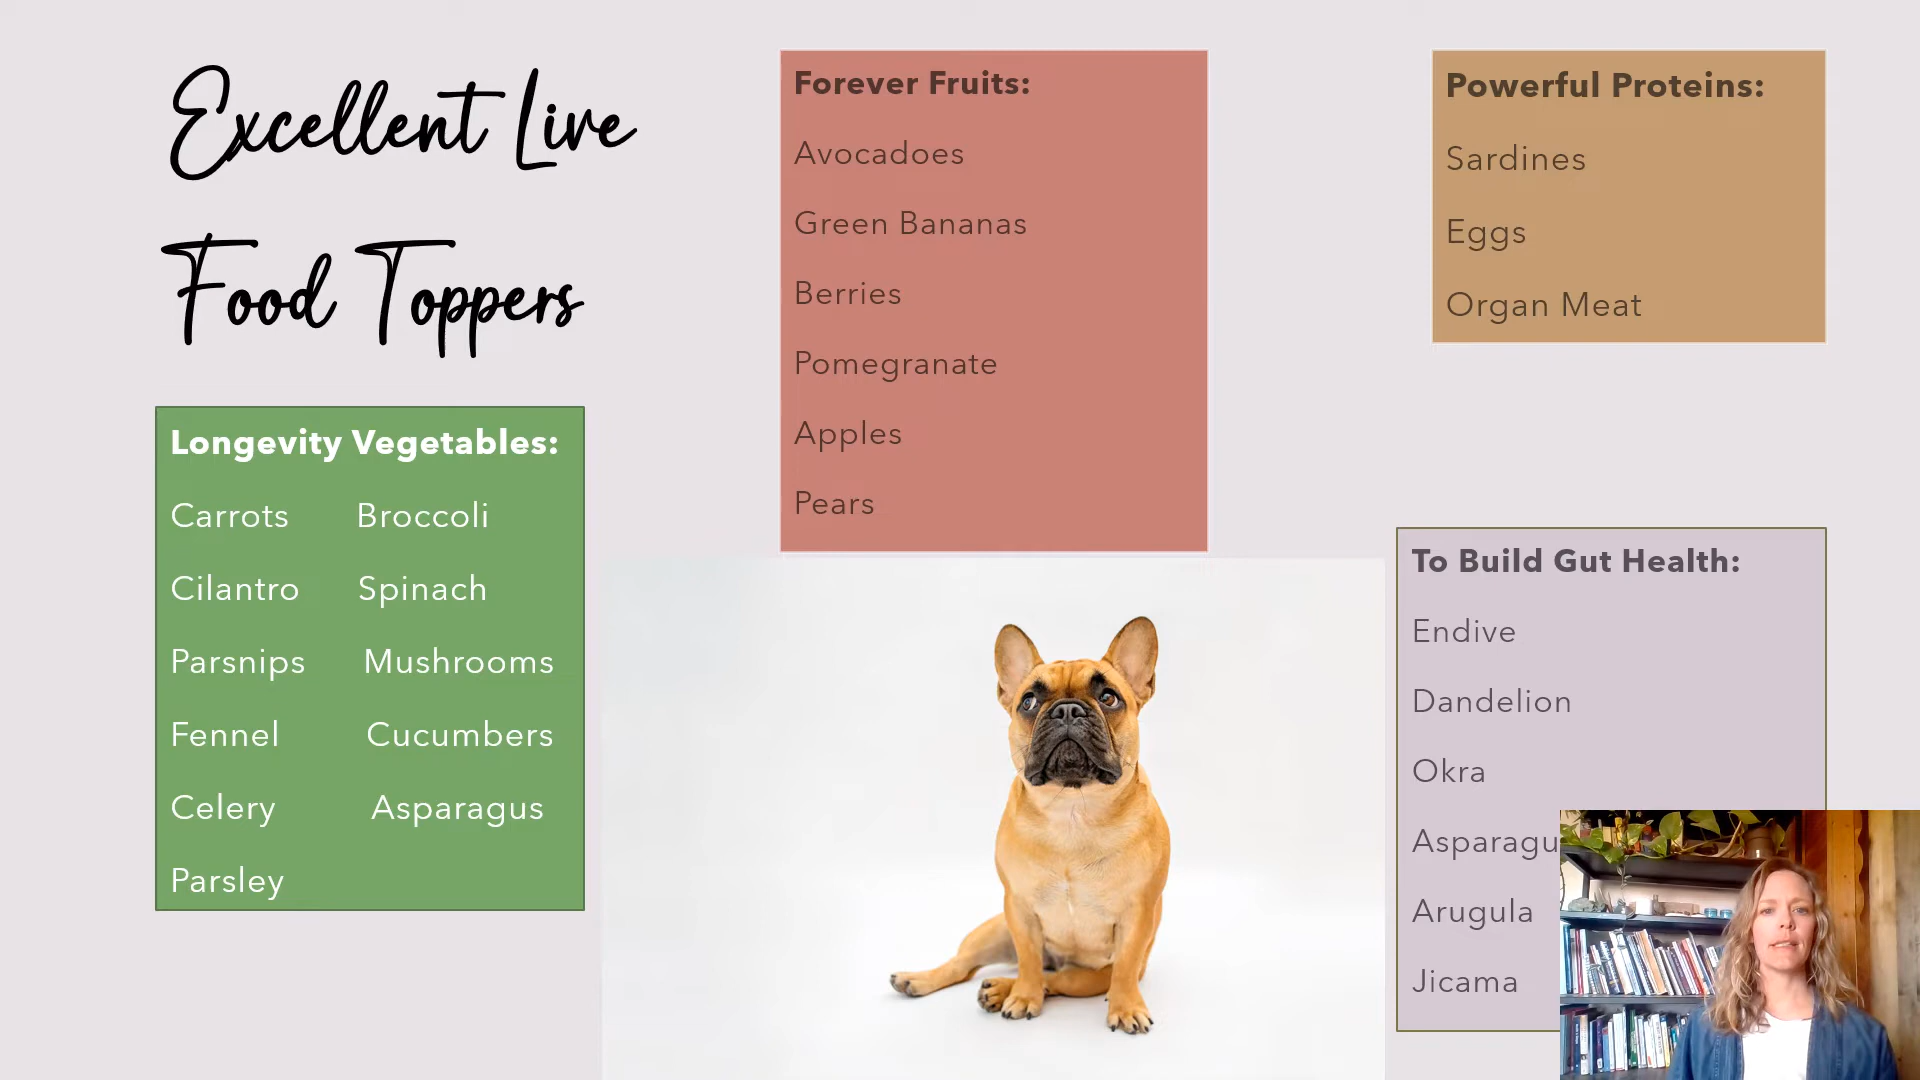 Excellent Live
Food Toppers
Longevity Vegetables:
Carrots Broccoli
Cilantro Spinach
Parsnips Mushrooms
Fennel Cucumbers
Celery Asparagus
Parsley
Forever Fruits:
Avocadoes
Green Bananas
Berries
Pomegranate
Apples
Pears
Powerful Proteins:
Sardines
Eggs
Organ Meat
To Build Gut Health:
Endive
Dandelion
Okra
Asparagu
Arugula
Jicama